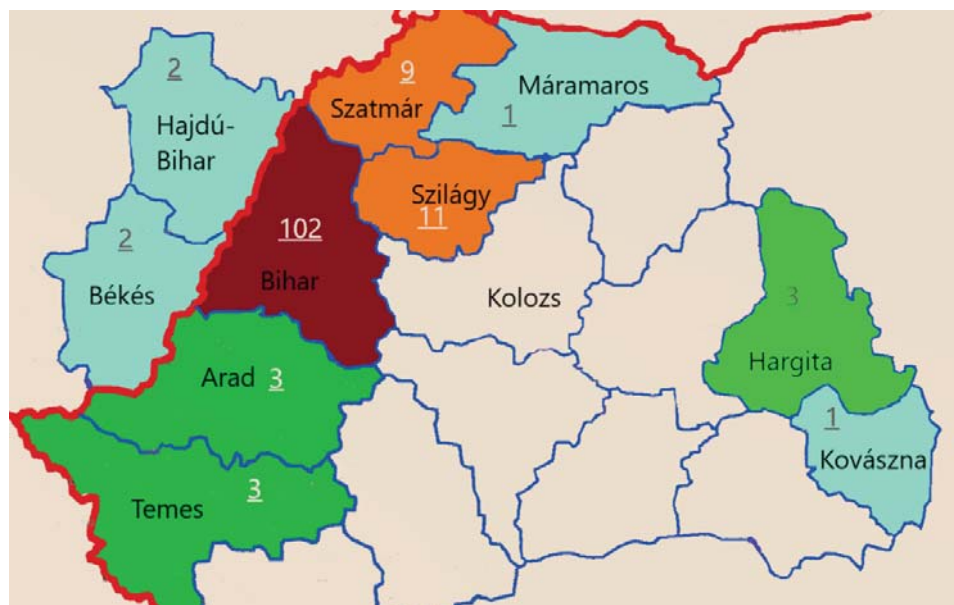 2
Hajdú-
Bihar
9
Szatmár
Máramaros
1
Szilágy
11
102
Bihar
2
Békés
Kolozs
3
Hargita
Arad 3
1
Kovászna
Temes 3